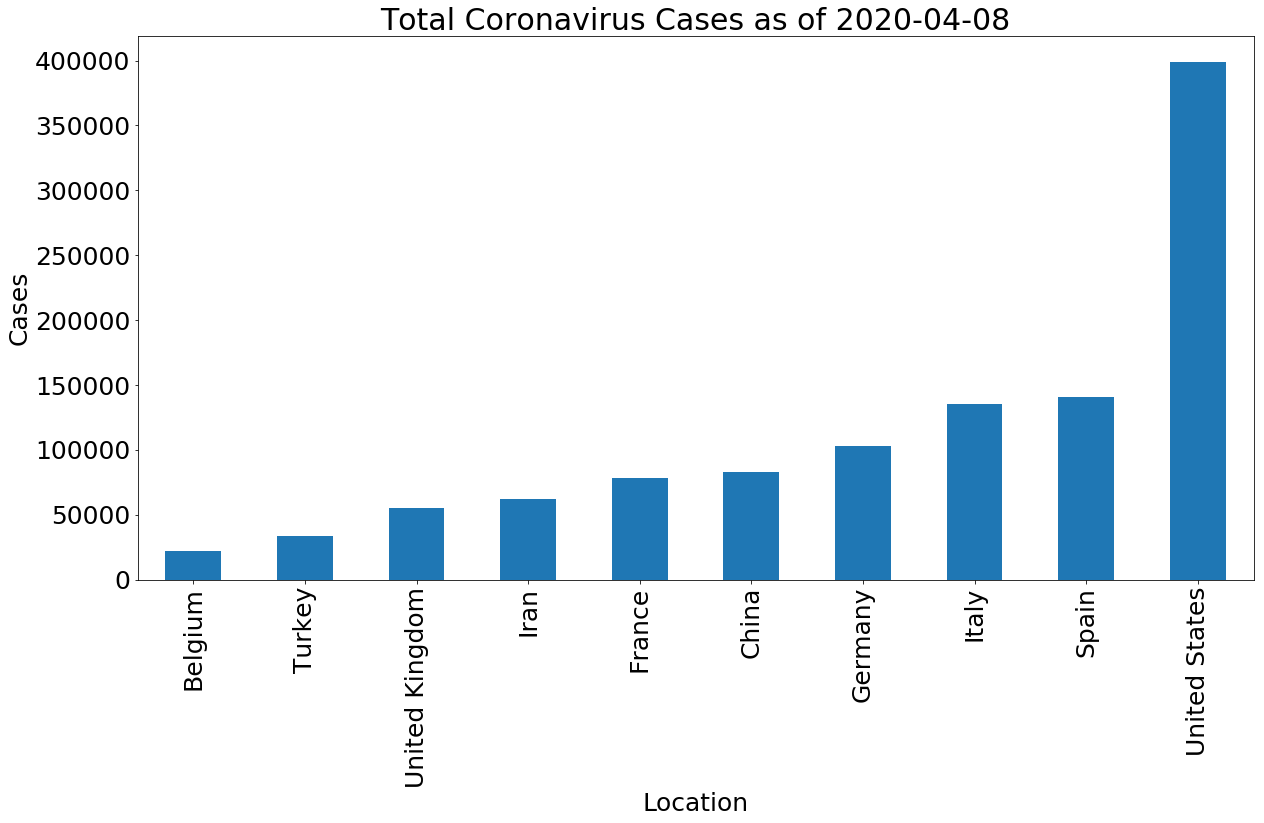 Total Coronavirus Cases as of 2020-04-08
400000
350000
300000
250000
200000
150000
100000
50000
0
Cases
Belgium
Turkey
United Kingdom
Iran
France
China
Germany
Italy
Spain
United States
Location